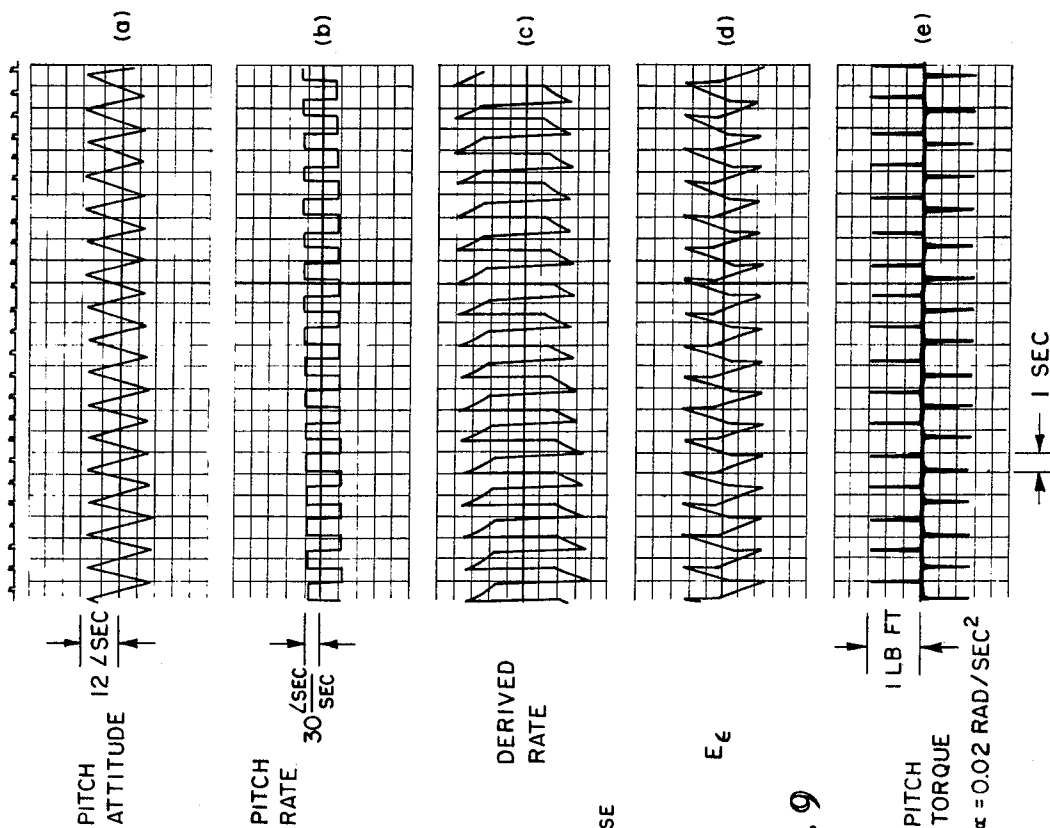 PITCH
ATTITUDE
12 ∠SEC
(a)
PITCH
RATE
30 ∠SEC
SEC
(b)
DERIVED
RATE
(c)
SE
E∈
(d)
. 9
PITCH
TORQUE
1 LB FT
α = 0.02 RAD/SEC²
(e)
1 SEC